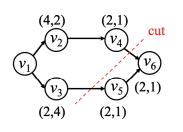 (4,2) (2,1) cut
v2 v4
v1 v6
v3 v5 (2,1)
(2,4) (2,1)